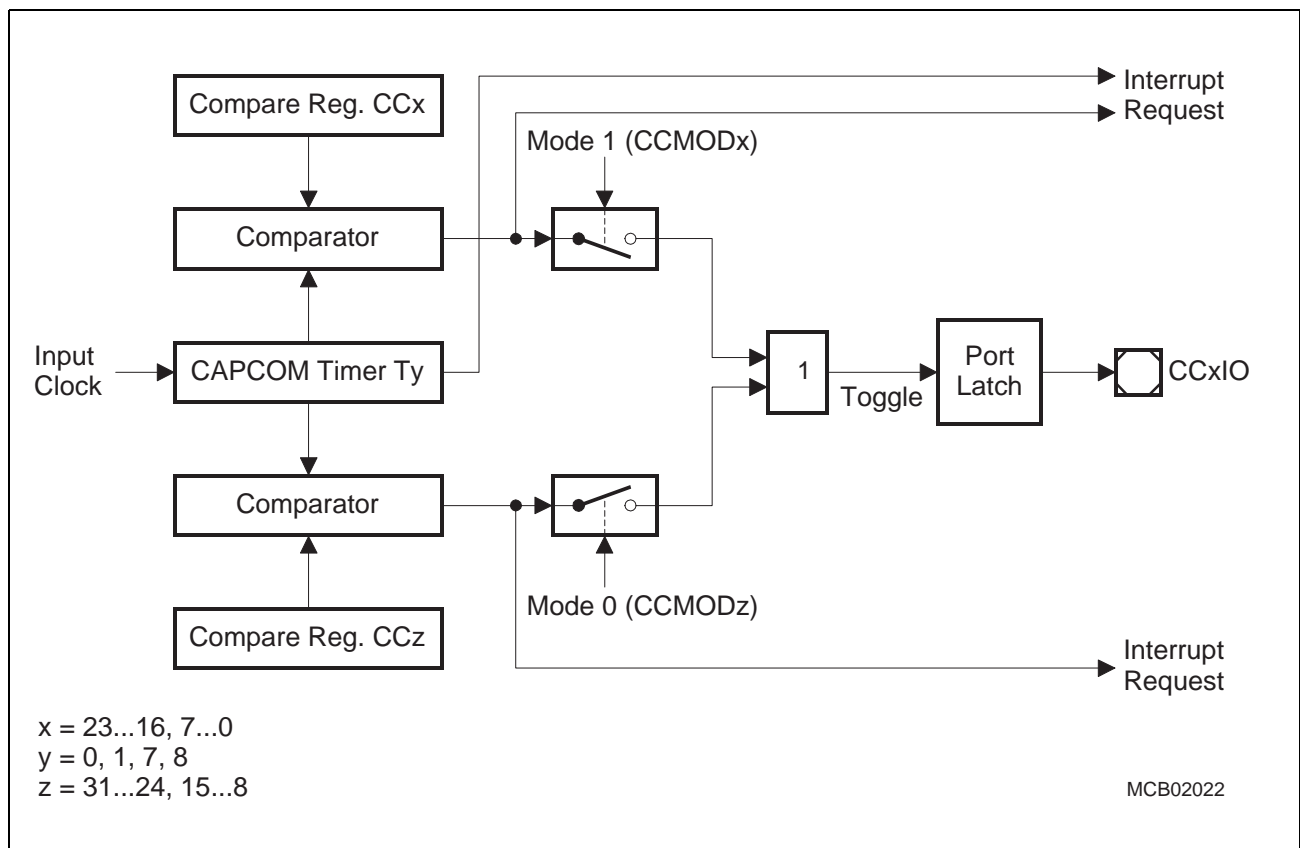 Compare Reg. CCx
Interrupt
Request
Mode 1 (CCMODx)
Comparator
Input
Clock
CAPCOM Timer Ty
1
Toggle
Port
Latch
CCxIO
Comparator
Mode 0 (CCMODz)
Compare Reg. CCz
Interrupt
Request
x = 23...16, 7...0
y = 0, 1, 7, 8
z = 31...24, 15...8
MCB02022